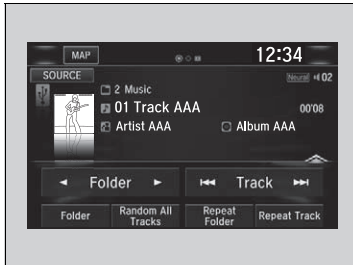 MAP 12:34
SOURCE Neural 02
2 Music
01 Track AAA 00'08
Artist AAA Album AAA
Folder Track
Folder Random All Tracks Repeat Folder Repeat Track